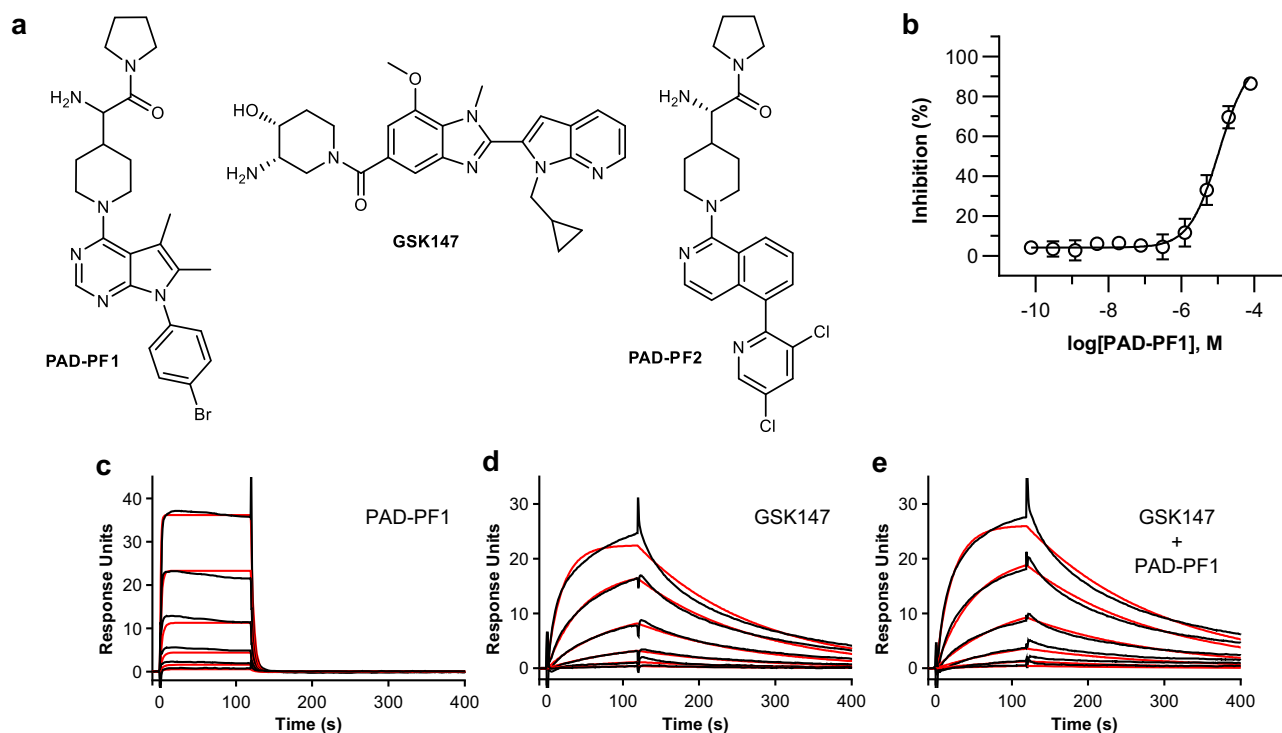 a
N
H2N
O
N
N
N
N
PAD-PF1
Br
O
HO
H2N
N
O
N
N
N
N
GSK147
N
H2N
O
N
N
N
Cl
Cl
PAD-PF2
b
100
80
60
40
20
0
Inhibition (%)
-10
-8
-6
-4
log[PAD-PF1], M
c
PAD-PF1
40
30
20
10
0
Response Units
0
100
200
300
400
Time (s)
d
GSK147
30
20
10
0
Response Units
0
100
200
300
400
Time (s)
e
GSK147
+
PAD-PF1
30
20
10
0
Response Units
0
100
200
300
400
Time (s)